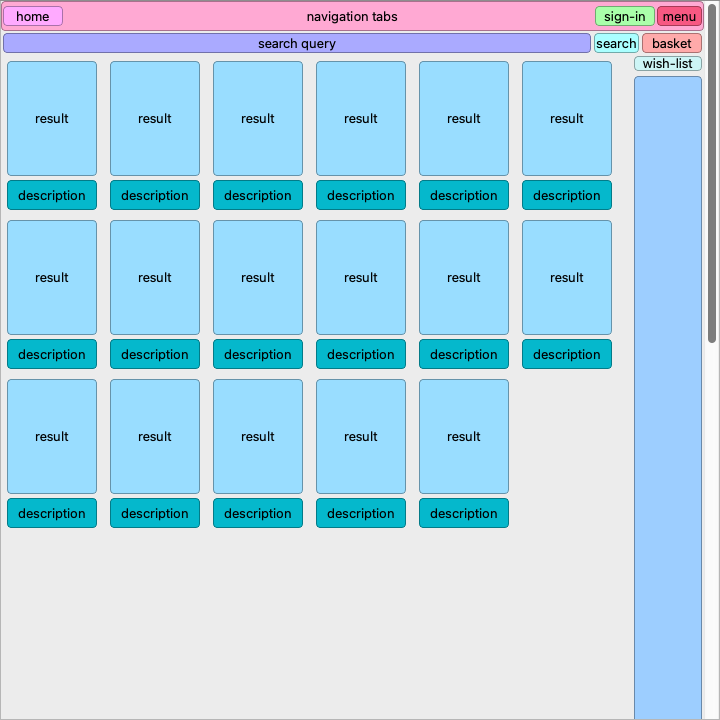 home navigation tabs sign-in menu
search query search basket
wish-list
result result result result result result
description description description description description description
result result result result result result
description description description description description description
result result result result result
description description description description description